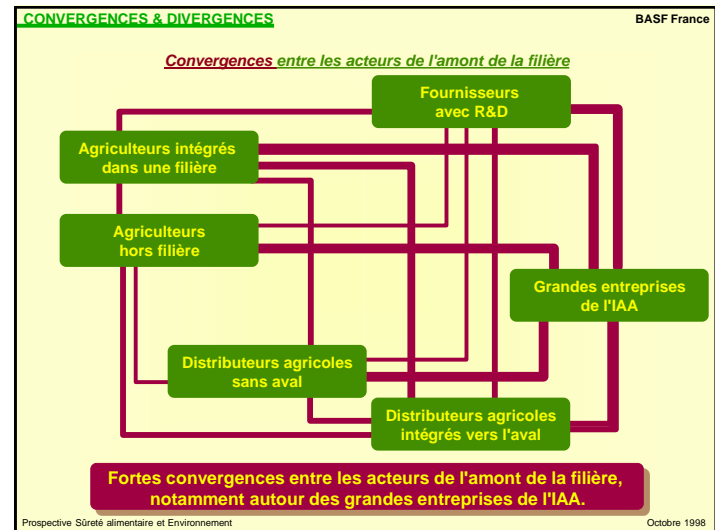 CONVERGENCES & DIVERGENCES
BASF France
Convergences entre les acteurs de l'amont de la filière
Fournisseurs
avec R&D
Agriculteurs intégrés
dans une filière
Agriculteurs
hors filière
Grandes entreprises
de l'IAA
Distributeurs agricoles
sans aval
Distributeurs agricoles
intégrés vers l'aval
Fortes convergences entre les acteurs de l'amont de la filière,
notamment autour des grandes entreprises de l'IAA.
Prospective Sûreté alimentaire et Environnement
Octobre 1998